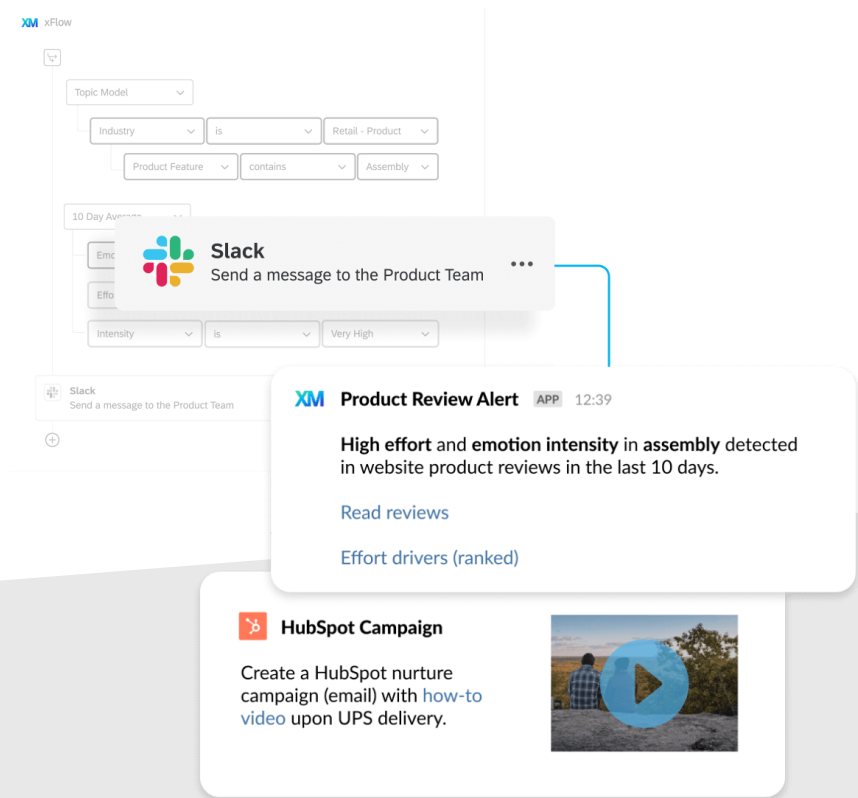 XM xFlow
Topic Model
Industry is Retail - Product
Product Feature contains Assembly
10 Day Average
Slack
Send a message to the Product Team
Intensity is Very High
Slack
Send a message to the Product Team
XM Product Review Alert APP 12:39
High effort and emotion intensity in assembly detected
in website product reviews in the last 10 days.
Read reviews
Effort drivers (ranked)
HubSpot Campaign
Create a HubSpot nurture
campaign (email) with how-to
video upon UPS delivery.